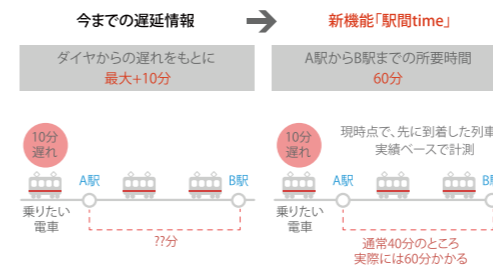 今までの遅延情報
新機能「駅間time」
ダイヤからの遅れをもとに
最大+10分
A駅からB駅までの所要時間
60分
10分
遅れ
A駅
B駅
乗りたい
電車
??分
10分
遅れ
現時点で、先に到着した列車
実績ベースで計測
A駅
B駅
乗りたい
電車
通常40分のところ
実際には60分かかる